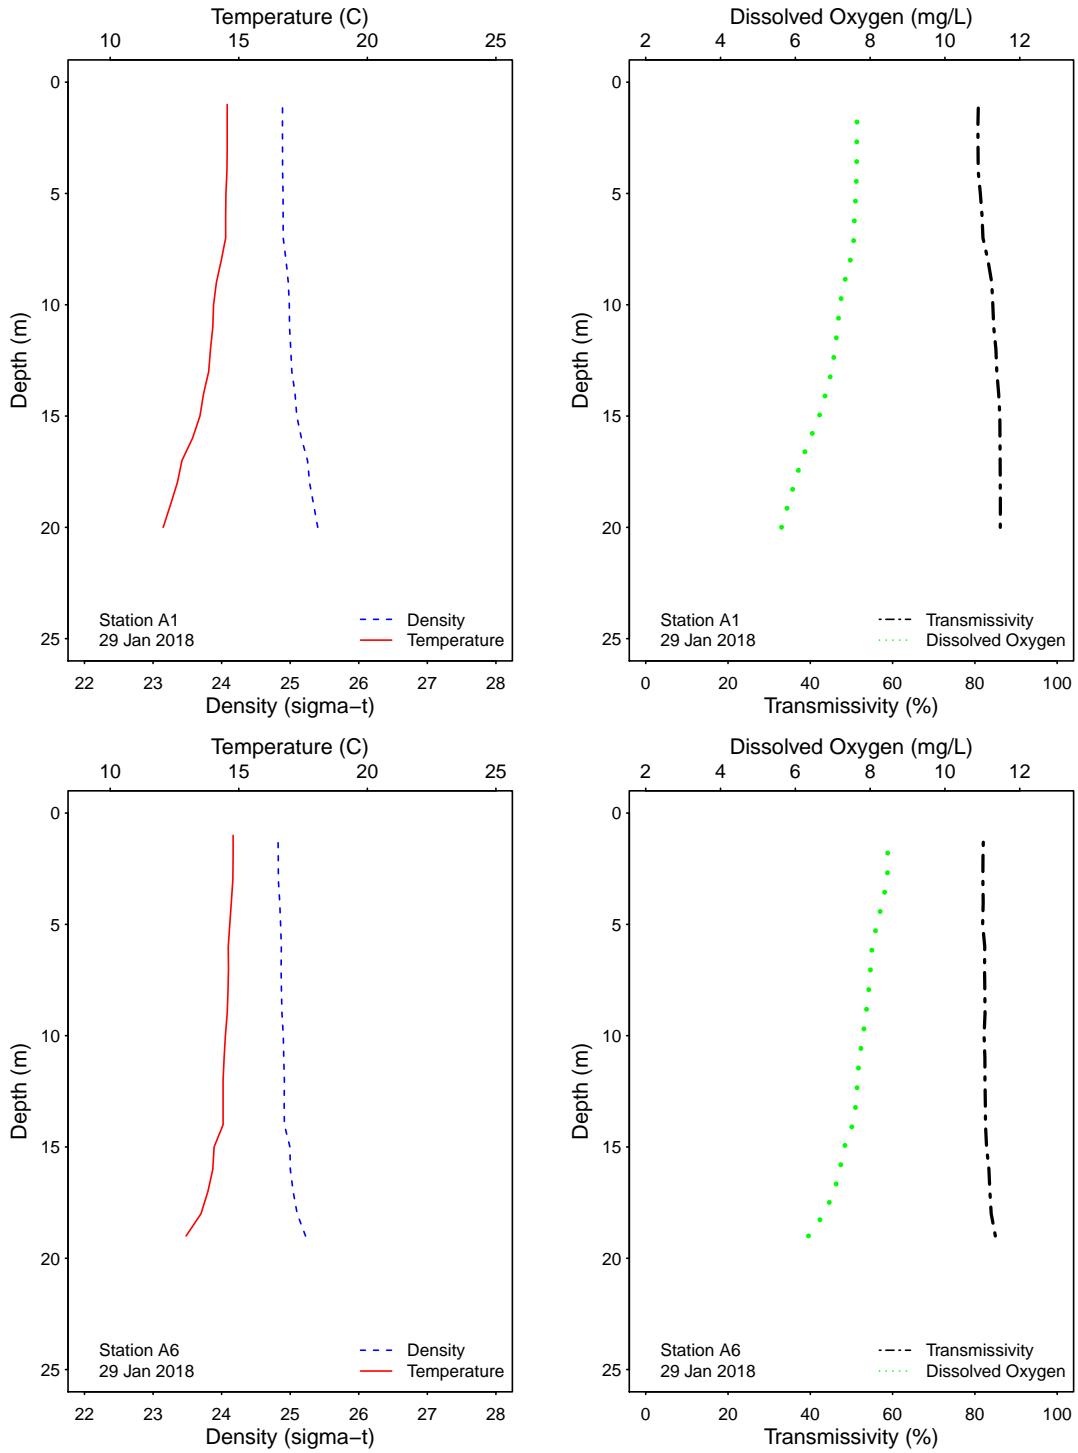 Temperature (C)
10 15 20 25
0
5
10
15
20
25
Depth (m)
Station A1
29 Jan 2018
Density
Temperature
22 23 24 25 26 27 28
Density (sigma−t)
Dissolved Oxygen (mg/L)
2 4 6 8 10 12
0
5
10
15
20
25
Depth (m)
Station A1
29 Jan 2018
Transmissivity
Dissolved Oxygen
0 20 40 60 80 100
Transmissivity (%)
Temperature (C)
10 15 20 25
0
5
10
15
20
25
Depth (m)
Station A6
29 Jan 2018
Density
Temperature
22 23 24 25 26 27 28
Density (sigma−t)
Dissolved Oxygen (mg/L)
2 4 6 8 10 12
0
5
10
15
20
25
Depth (m)
Station A6
29 Jan 2018
Transmissivity
Dissolved Oxygen
0 20 40 60 80 100
Transmissivity (%)